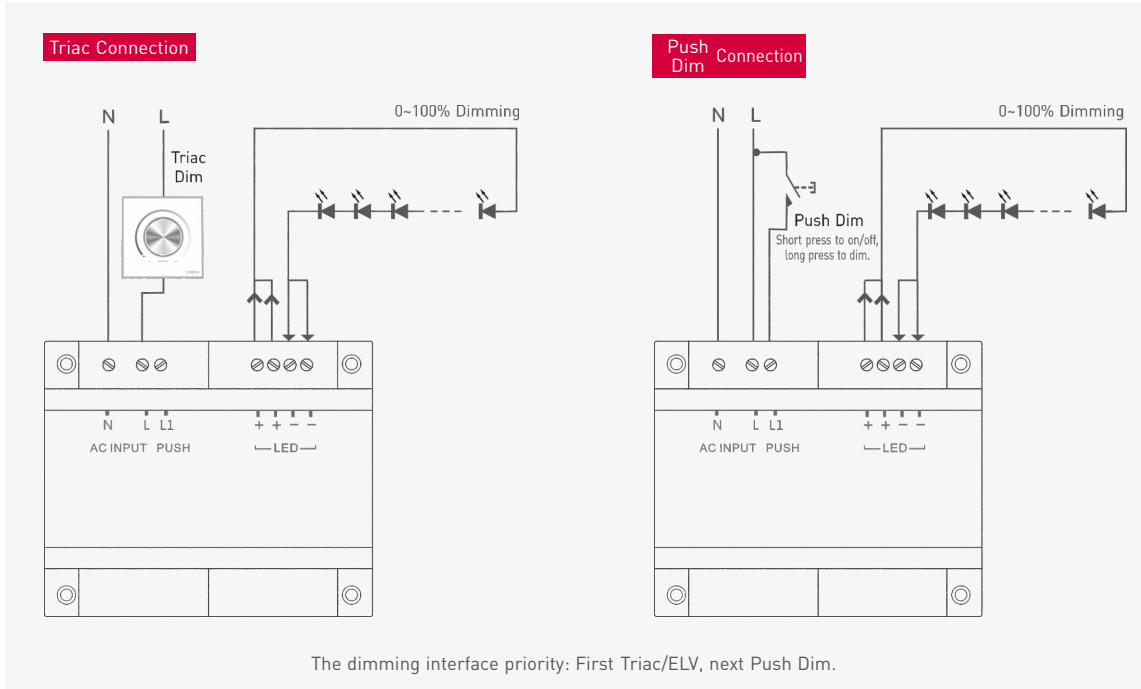 Triac Connection
N L
Triac
Dim
0~100% Dimming
N L L1
AC INPUT PUSH
+ + − −
LED
Push
Dim Connection
N L
0~100% Dimming
Push Dim
Short press to on/off,
long press to dim.
N L L1
AC INPUT PUSH
+ + − −
LED
The dimming interface priority: First Triac/ELV, next Push Dim.